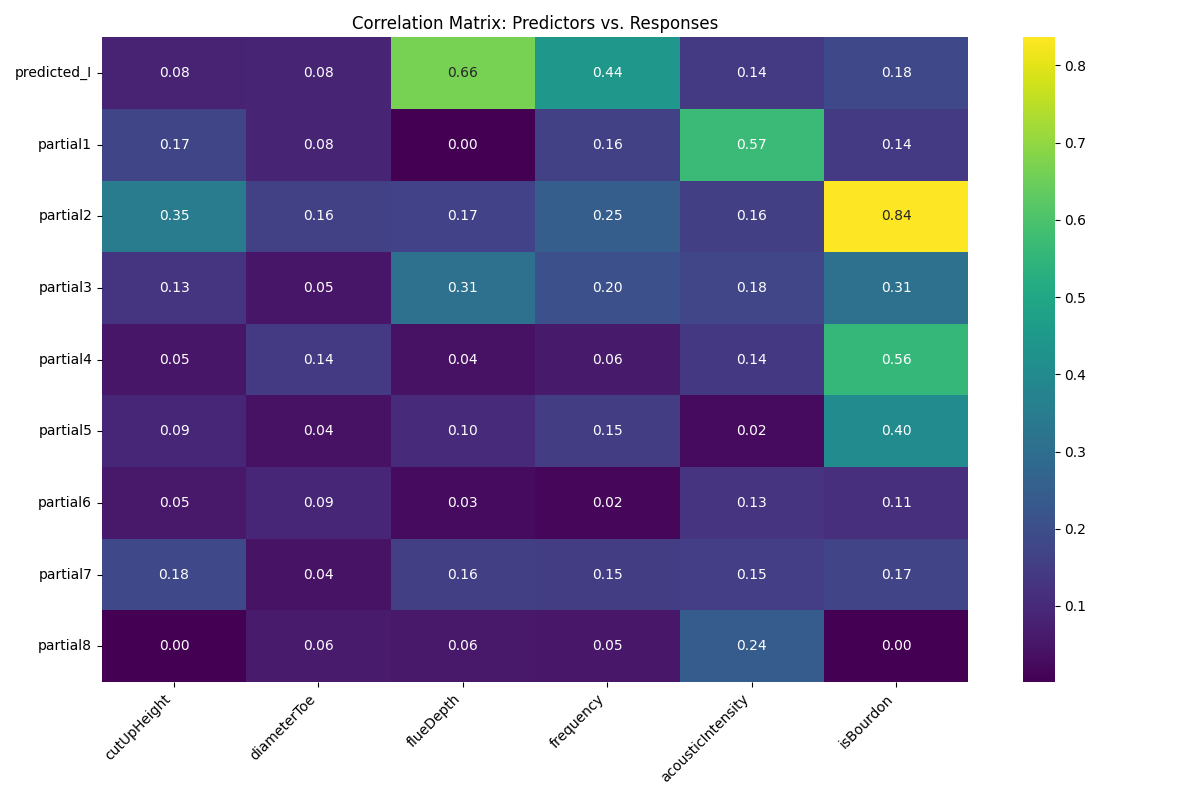 Correlation Matrix: Predictors vs. Responses
predicted_I 0.08 0.08 0.66 0.44 0.14 0.18
partial1 0.17 0.08 0.00 0.16 0.57 0.14
partial2 0.35 0.16 0.17 0.25 0.16 0.84
partial3 0.13 0.05 0.31 0.20 0.18 0.31
partial4 0.05 0.14 0.04 0.06 0.14 0.56
partial5 0.09 0.04 0.10 0.15 0.02 0.40
partial6 0.05 0.09 0.03 0.02 0.13 0.11
partial7 0.18 0.04 0.16 0.15 0.15 0.17
partial8 0.00 0.06 0.06 0.05 0.24 0.00
cutUpHeight diameterToe flueDepth frequency acousticIntensity isBourdon
0.8
0.7
0.6
0.5
0.4
0.3
0.2
0.1